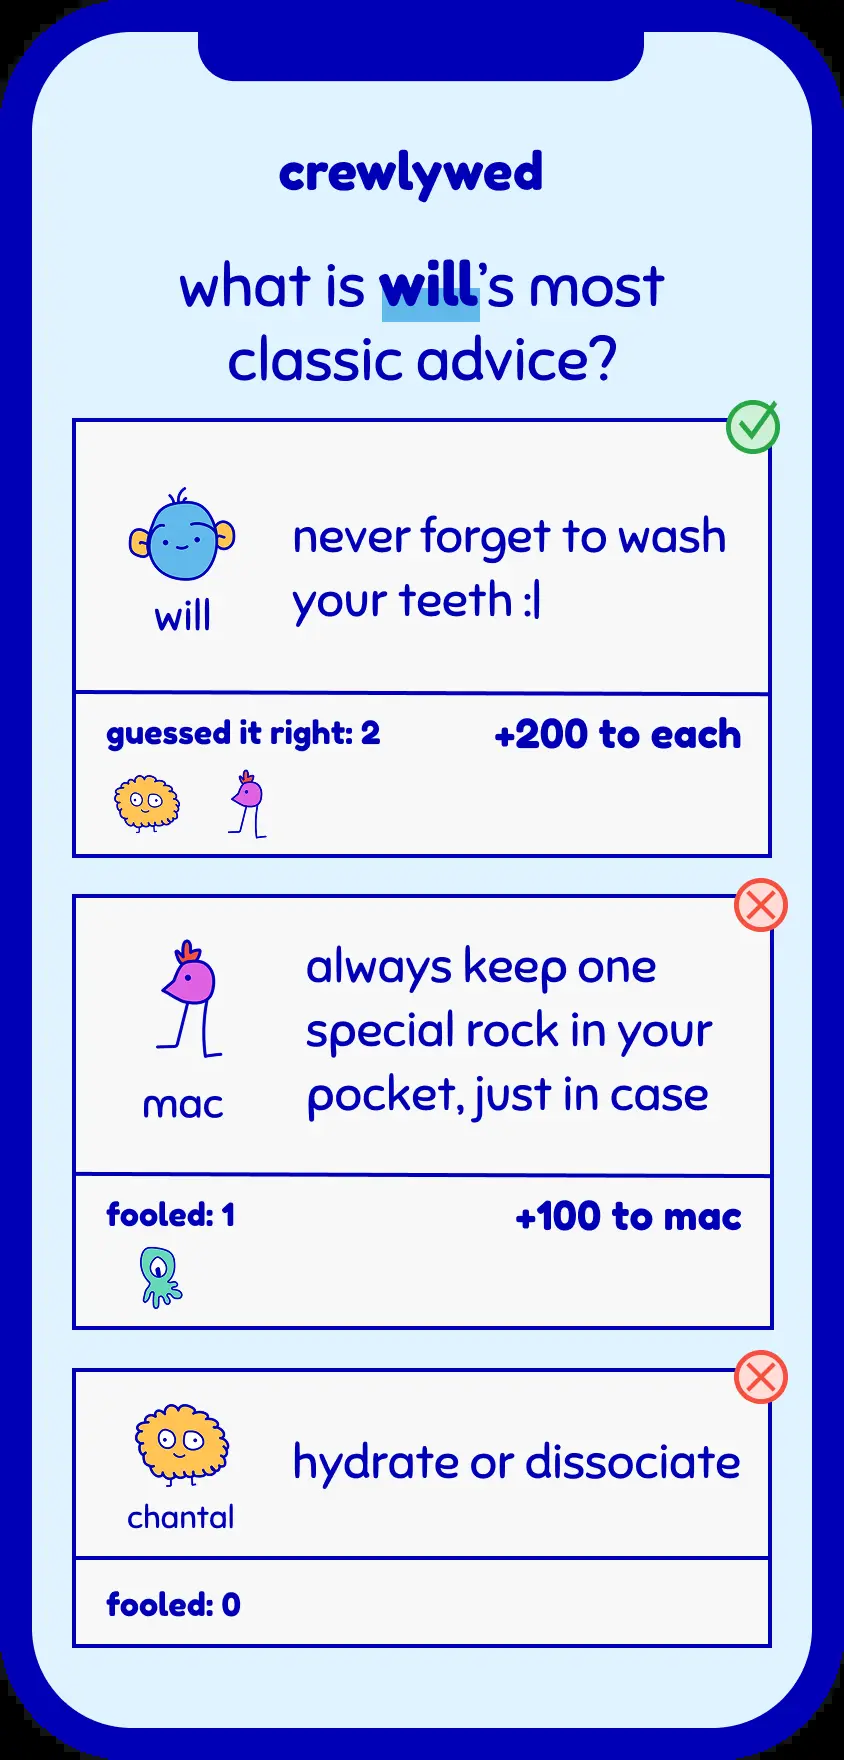 crewlywed
what is will's most
classic advice?
never forget to wash
your teeth :|
will
guessed it right: 2
+200 to each
always keep one
special rock in your
pocket, just in case
mac
fooled: 1
+100 to mac
hydrate or dissociate
chantal
fooled: 0